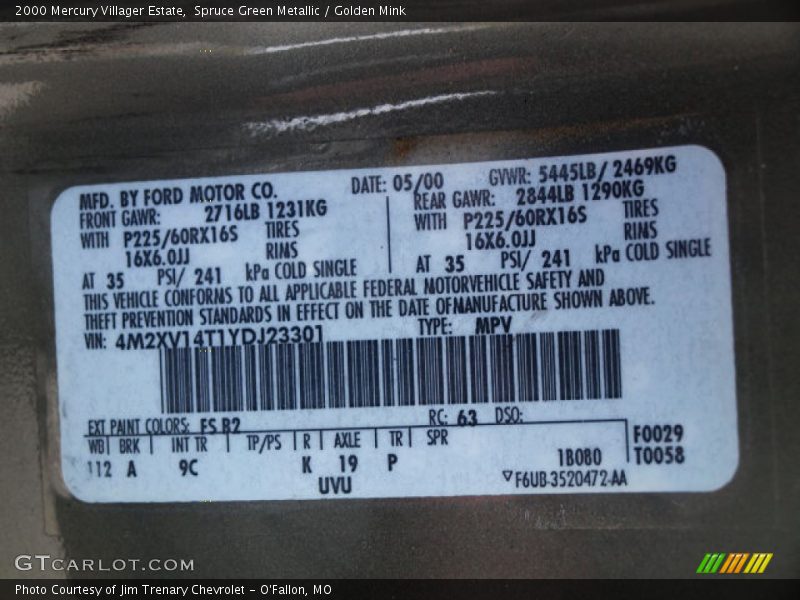 2000 Mercury Villager Estate, Spruce Green Metallic / Golden Mink
MFD. BY FORD MOTOR CO. DATE: 05/00 GVWR: 5445LB/ 2469KG
FRONT GAWR: 2716LB 1231KG REAR GAWR: 2844LB 1290KG
WITH P225/60RX16S TIRES WITH P225/60RX16S TIRES
16X6.0JJ RINS 16X6.0JJ RINS
AT 35 PSI/ 241 kPa COLD SINGLE AT 35 PSI/ 241 kPa COLD SINGLE
THIS VEHICLE CONFORMS TO ALL APPLICABLE FEDERAL MOTORVEHICLE SAFETY AND
THEFT PREVENTION STANDARDS IN EFFECT ON THE DATE OFMANUFACTURE SHOWN ABOVE.
VIN: 4M2XV14T1YDJ23301 TYPE: MPV
EXT PAINT COLORS: FS B2 RC: 63 DSO:
WB BRK INT TR TP/PS R AXLE TR SPR F0029
112 A 9C K 19 P 1B080 T0058
UVU F6UB-3520472-AA
GTCARLOT.COM
Photo Courtesy of Jim Trenary Chevrolet - O'Fallon, MO